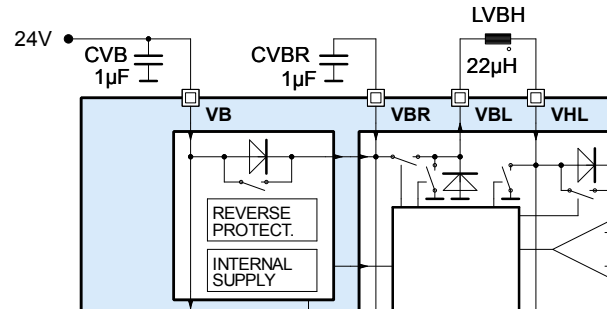 LVBH
24V
CVB
1µF
CVBR
1µF
22µH
VB
VBR
VBL
VHL
REVERSE
PROTECT.
INTERNAL
SUPPLY